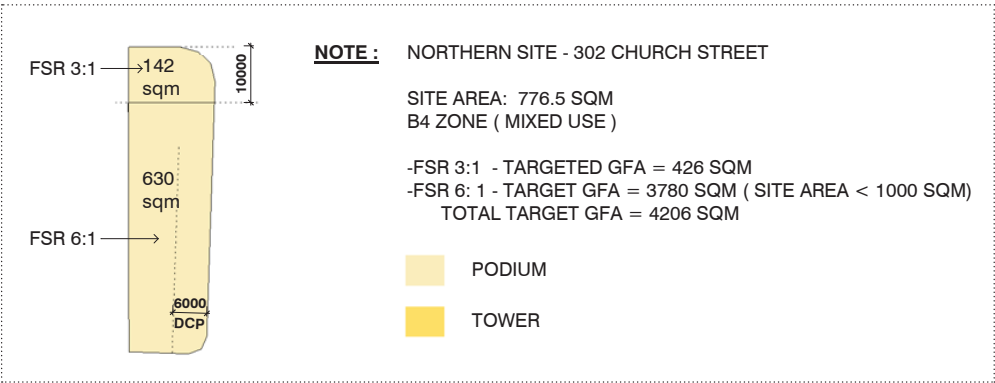 FSR 3:1
142
sqm
10000
630
sqm
FSR 6:1
6000
DCP
NOTE : NORTHERN SITE - 302 CHURCH STREET
SITE AREA: 776.5 SQM
B4 ZONE ( MIXED USE )
-FSR 3:1 - TARGETED GFA = 426 SQM
-FSR 6: 1 - TARGET GFA = 3780 SQM ( SITE AREA < 1000 SQM)
TOTAL TARGET GFA = 4206 SQM
PODIUM
TOWER